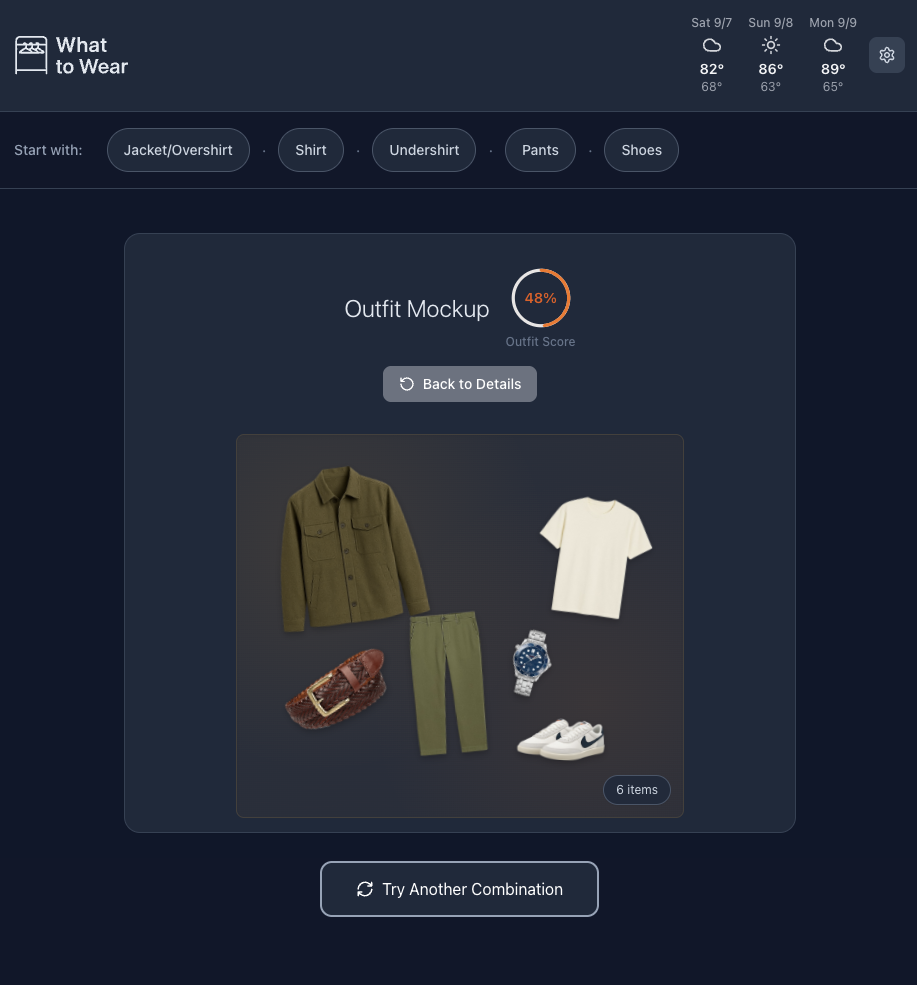 What
to Wear
Sat 9/7 Sun 9/8 Mon 9/9
82° 86° 89°
68° 63° 65°
Start with: Jacket/Overshirt · Shirt · Undershirt · Pants · Shoes
48%
Outfit Mockup
Outfit Score
Back to Details
6 items
Try Another Combination